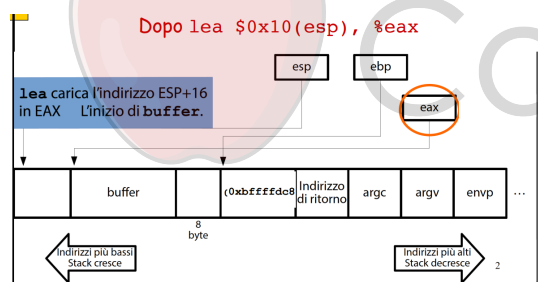 Dopo lea $0x10(esp), %eax
esp
ebp
lea carica l'indirizzo ESP+16
in EAX L'inizio di buffer.
eax
buffer
(0xbffffdc8
Indirizzo
di ritorno
argc
argv
envp
...
8
byte
Indirizzi più bassi
Stack cresce
Indirizzi più alti
Stack decresce
2